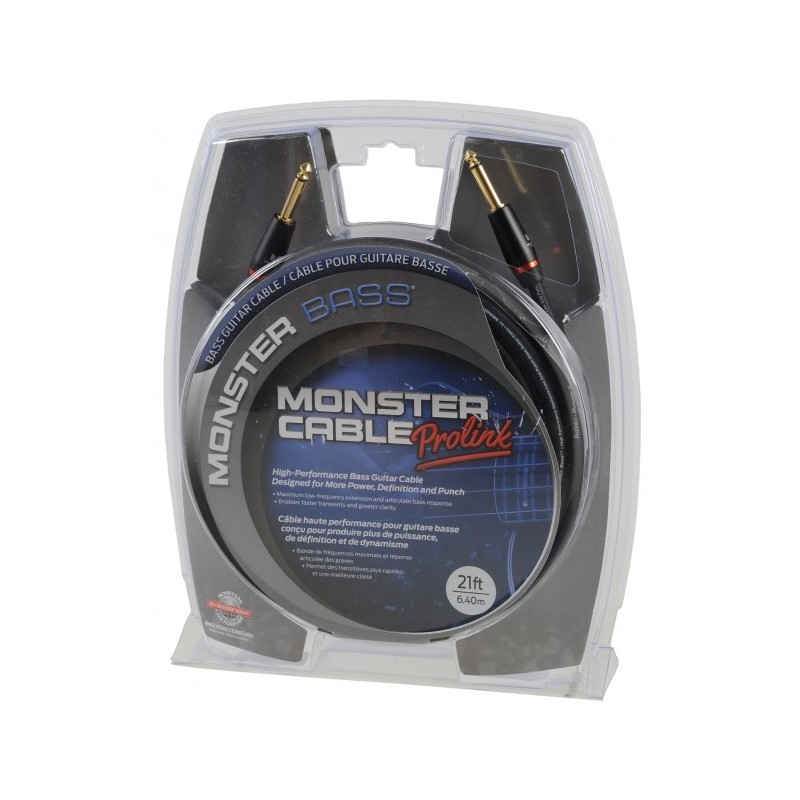 BASS GUITAR CABLE / CÂBLE POUR GUITARE BASSE
MONSTER BASS®
MONSTER
CABLE Prolink
High-Performance Bass Guitar Cable
Designed for More Power, Definition and Punch
• Maximum low-frequency extension and articulate bass response
• Enables faster transients and greater clarity
Câble haute performance pour guitare basse
conçu pour produire plus de puissance,
de définition et de dynamisme
• Bande de fréquences maximals et réponse
articulée des graves
• Permet des transitoires plus rapides
et une meilleure clarté
21ft
6.40m
MONSTER